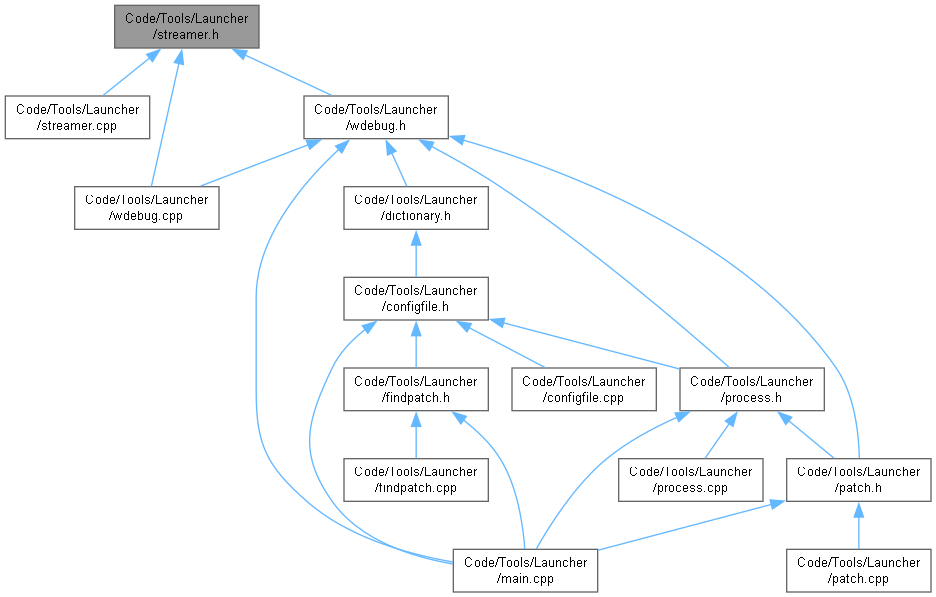 Code/Tools/Launcher
/streamer.h
Code/Tools/Launcher
/streamer.cpp
Code/Tools/Launcher
/wdebug.h
Code/Tools/Launcher
/wdebug.cpp
Code/Tools/Launcher
/dictionary.h
Code/Tools/Launcher
/configfile.h
Code/Tools/Launcher
/findpatch.h
Code/Tools/Launcher
/configfile.cpp
Code/Tools/Launcher
/process.h
Code/Tools/Launcher
/findpatch.cpp
Code/Tools/Launcher
/process.cpp
Code/Tools/Launcher
/patch.h
Code/Tools/Launcher
/main.cpp
Code/Tools/Launcher
/patch.cpp